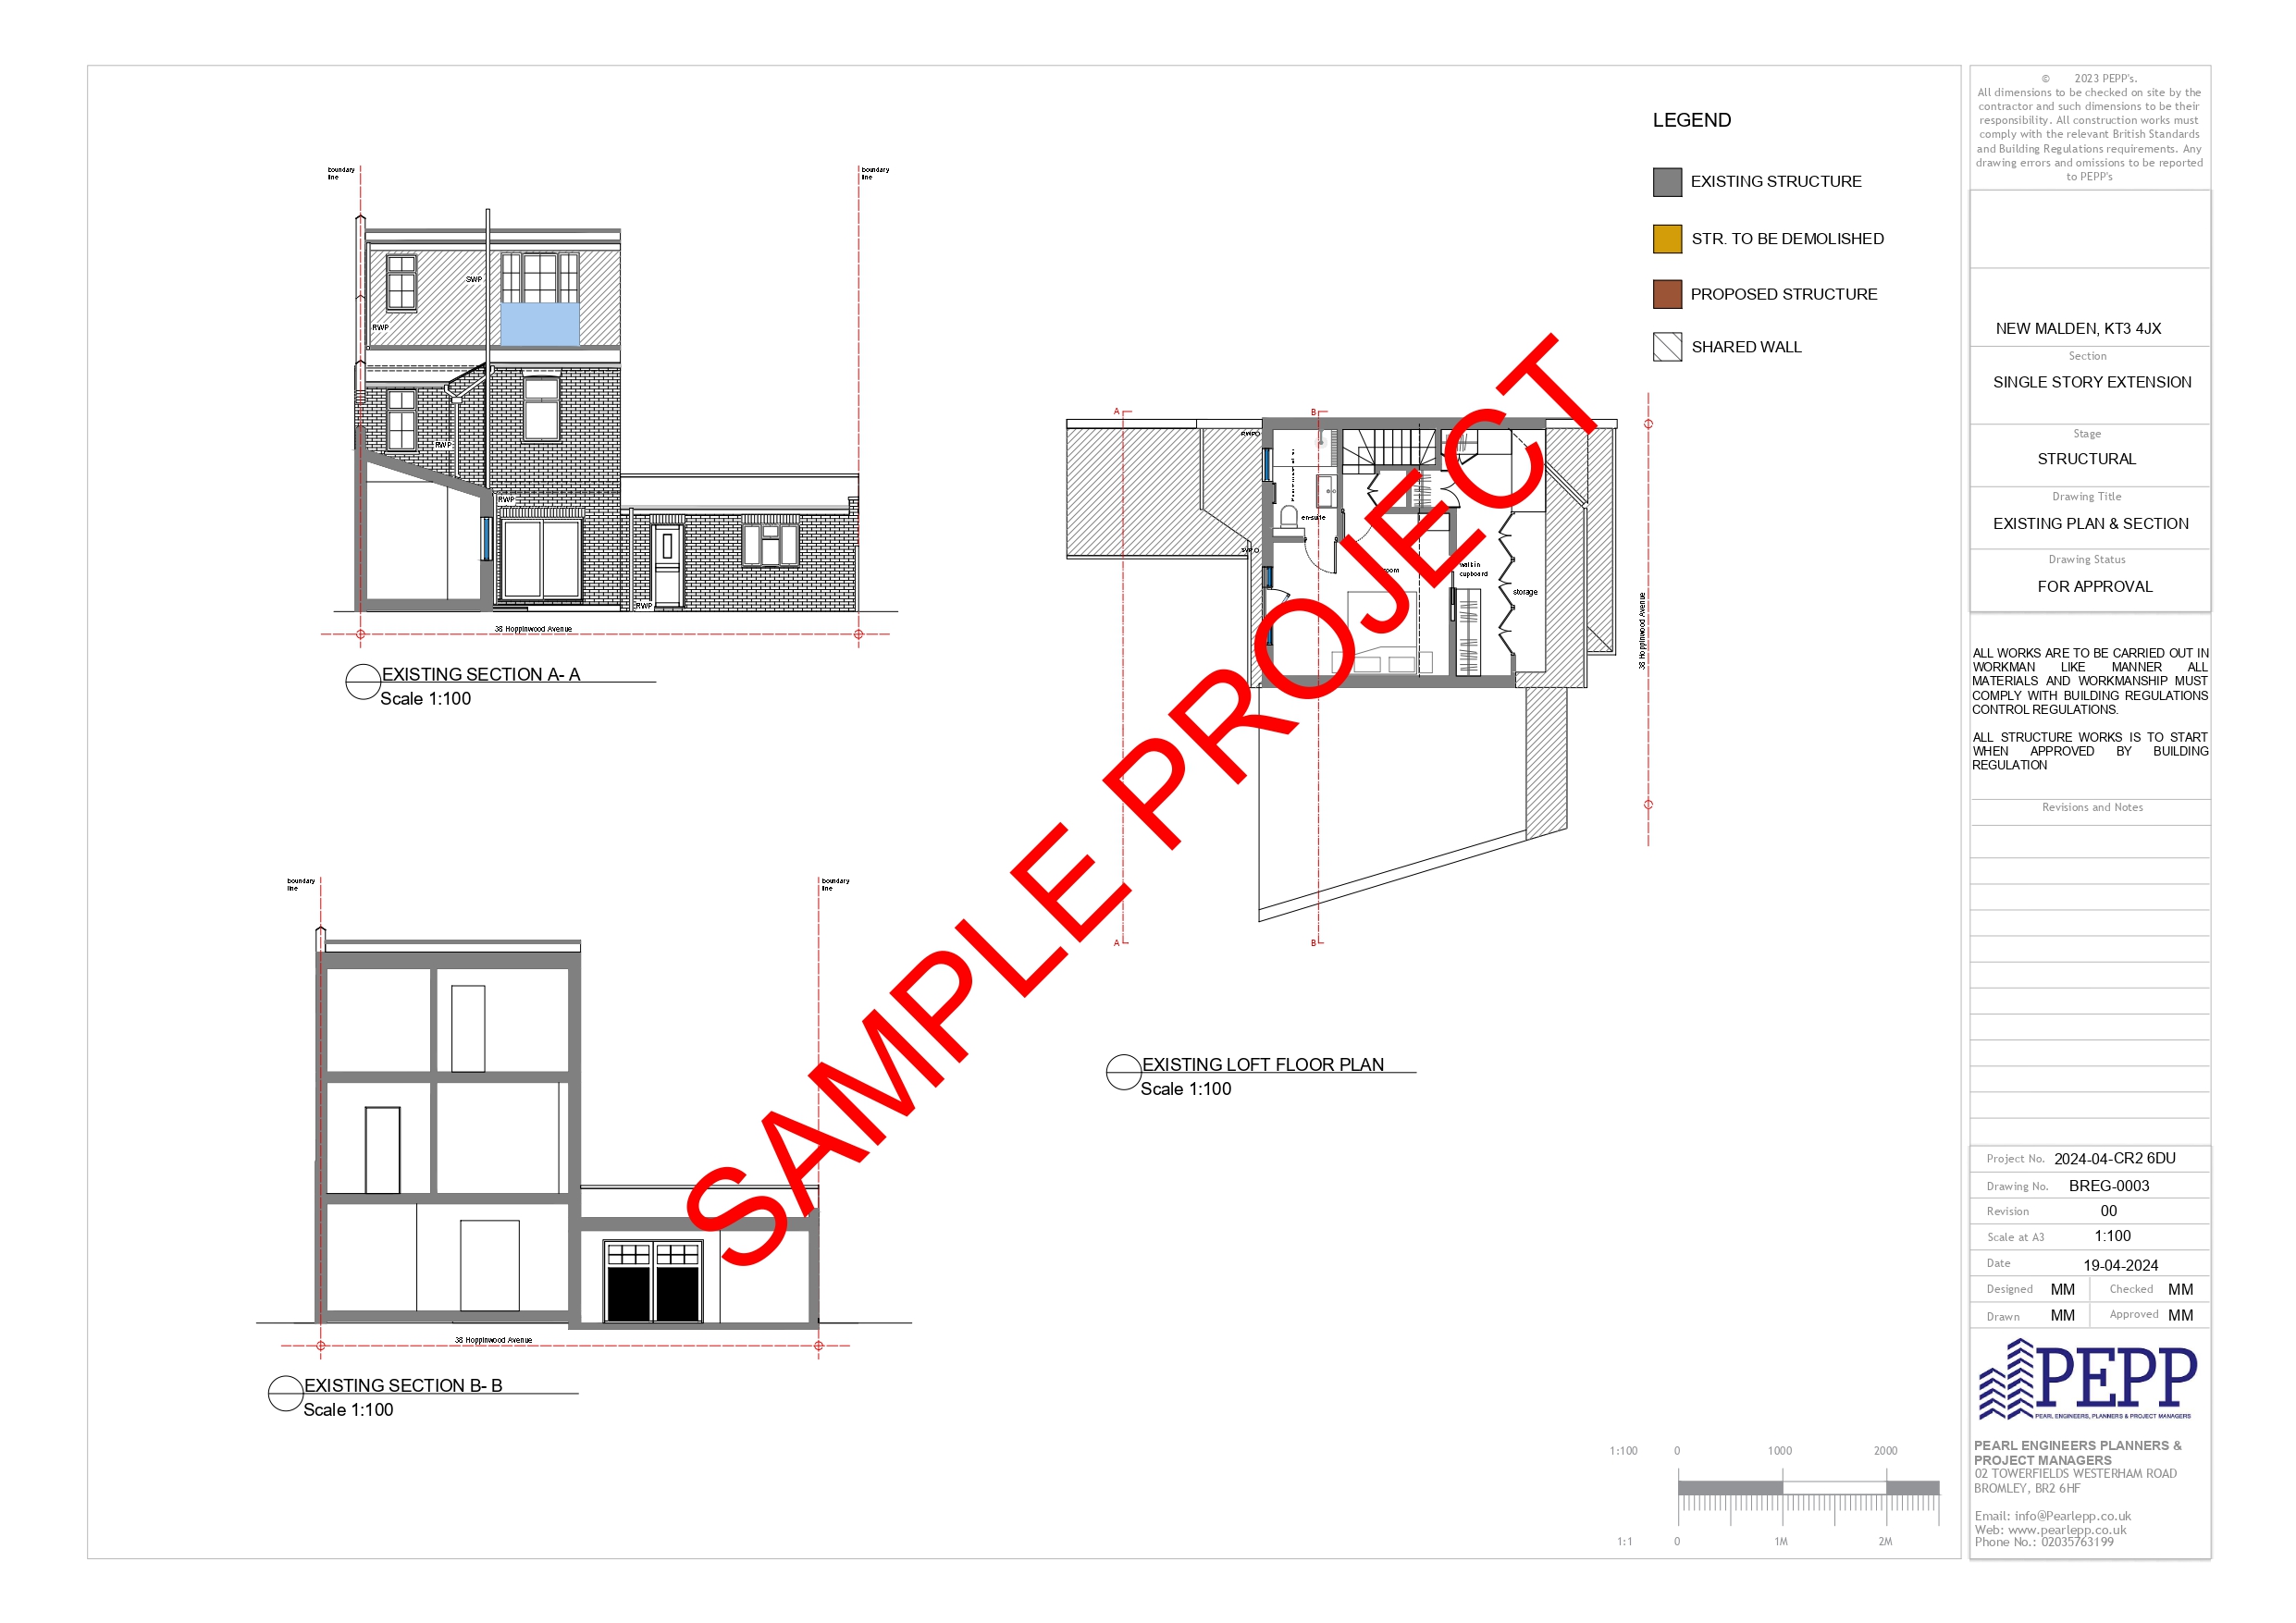 boundary
line
boundary
line
SWP
RWP
RWP
RWP
RWP
38 Hoppinwood Avenue
EXISTING SECTION A- A
Scale 1:100
boundary
line
boundary
line
38 Hoppinwood Avenue
EXISTING SECTION B- B
Scale 1:100
LEGEND
EXISTING STRUCTURE
STR. TO BE DEMOLISHED
PROPOSED STRUCTURE
SHARED WALL
A
B
RWP
en-suite
SVP
walk in
cupboard
storage
38 Hoppinwood Avenue
A
B
EXISTING LOFT FLOOR PLAN
Scale 1:100
SAMPLE PROJECT
1:100 0 1000 2000
1:1 0 1M 2M
© 2023 PEPP's.
All dimensions to be checked on site by the
contractor and such dimensions to be their
responsibility. All construction works must
comply with the relevant British Standards
and Building Regulations requirements. Any
drawing errors and omissions to be reported
to PEPP's
NEW MALDEN, KT3 4JX
Section
SINGLE STORY EXTENSION
Stage
STRUCTURAL
Drawing Title
EXISTING PLAN & SECTION
Drawing Status
FOR APPROVAL
ALL WORKS ARE TO BE CARRIED OUT IN
WORKMAN LIKE MANNER ALL
MATERIALS AND WORKMANSHIP MUST
COMPLY WITH BUILDING REGULATIONS
CONTROL REGULATIONS.
ALL STRUCTURE WORKS IS TO START
WHEN APPROVED BY BUILDING
REGULATION
Revisions and Notes
Project No. 2024-04-CR2 6DU
Drawing No. BREG-0003
Revision 00
Scale at A3 1:100
Date 19-04-2024
Designed MM Checked MM
Drawn MM Approved MM
PEPP
PEARL ENGINEERS, PLANNERS & PROJECT MANAGERS
PEARL ENGINEERS PLANNERS &
PROJECT MANAGERS
02 TOWERFIELDS WESTERHAM ROAD
BROMLEY, BR2 6HF
Email: info@Pearlepp.co.uk
Web: www.pearlepp.co.uk
Phone No.: 02035763199